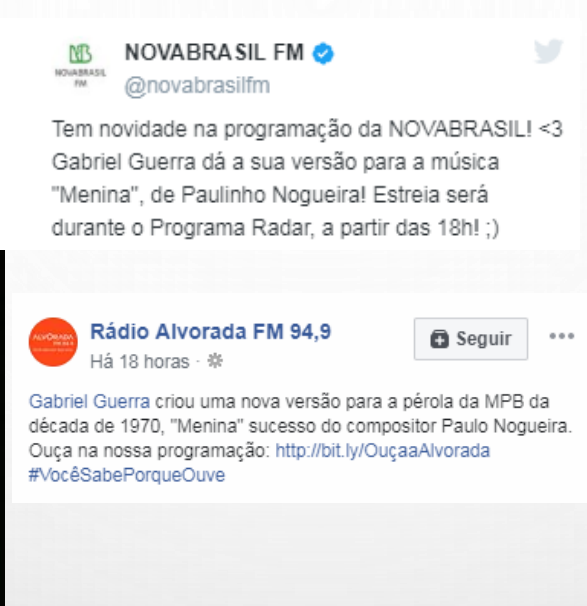 NOVABRASIL FM
NOVABRASIL
FM
@novabrasilfm
Tem novidade na programação da NOVABRASIL! <3
Gabriel Guerra dá a sua versão para a música
"Menina", de Paulinho Nogueira! Estreia será
durante o Programa Radar, a partir das 18h! ;)
ALVORADA
Rádio Alvorada FM 94,9
Há 18 horas ·
Seguir
Gabriel Guerra criou uma nova versão para a pérola da MPB da
década de 1970, "Menina" sucesso do compositor Paulo Nogueira.
Ouça na nossa programação: http://bit.ly/OuçaaAlvorada
#VocêSabePorqueOuve